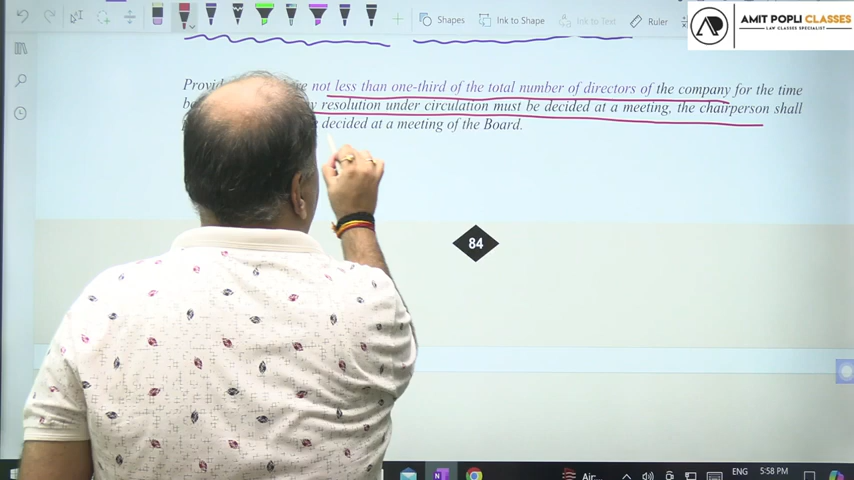 AMIT POPLI CLASSES
LAW CLASSES SPECIALIST
Shapes
Ink to Shape
Ink to Text
Ruler
not less than one-third of the total number of directors of the company for the time
resolution under circulation must be decided at a meeting, the chairperson shall
decided at a meeting of the Board.
84
Air...
ENG
5:58 PM